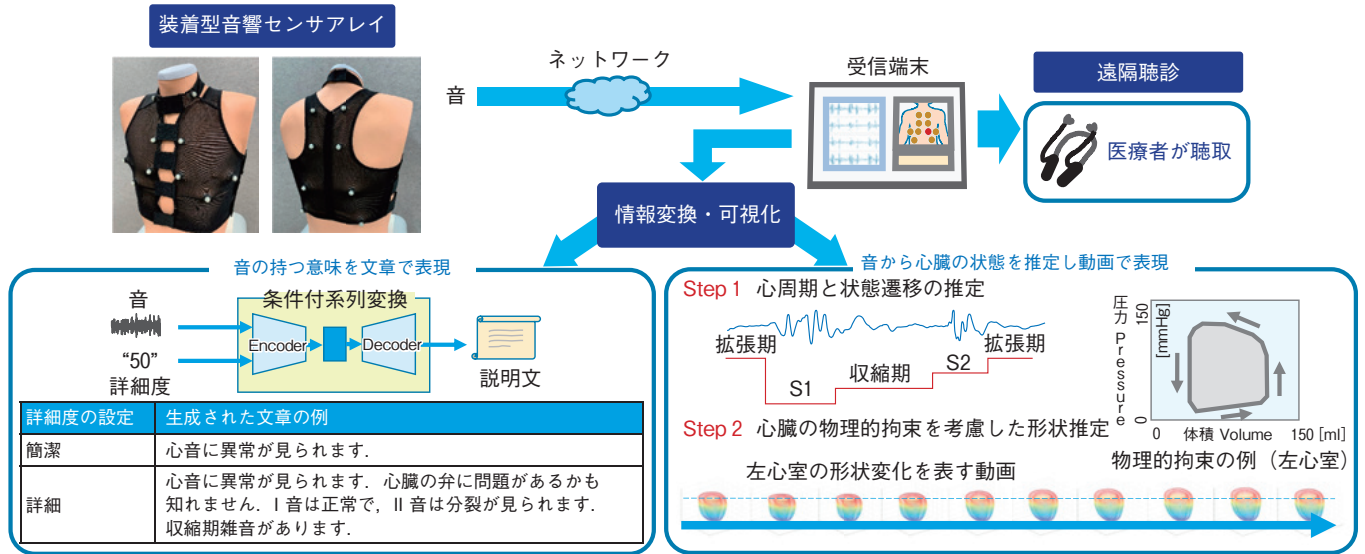 装着型音響センサアレイ
ネットワーク
音
受信端末
遠隔聴診
医療者が聴取
情報変換・可視化
音の持つ意味を文章で表現
音
条件付系列変換
Encoder
Decoder
“50”
詳細度
説明文
詳細度の設定 生成された文章の例
簡潔 心音に異常が見られます.
詳細 心音に異常が見られます. 心臓の弁に問題があるかも
知れません. I 音は正常で, II 音は分裂が見られます.
収縮期雑音があります.
音から心臓の状態を推定し動画で表現
Step 1 心周期と状態遷移の推定
拡張期
S1
収縮期
S2
拡張期
圧力 Pressure
[mmHg]
150
0
0 体積 Volume 150 [ml]
物理的拘束の例(左心室)
Step 2 心臓の物理的拘束を考慮した形状推定
左心室の形状変化を表す動画